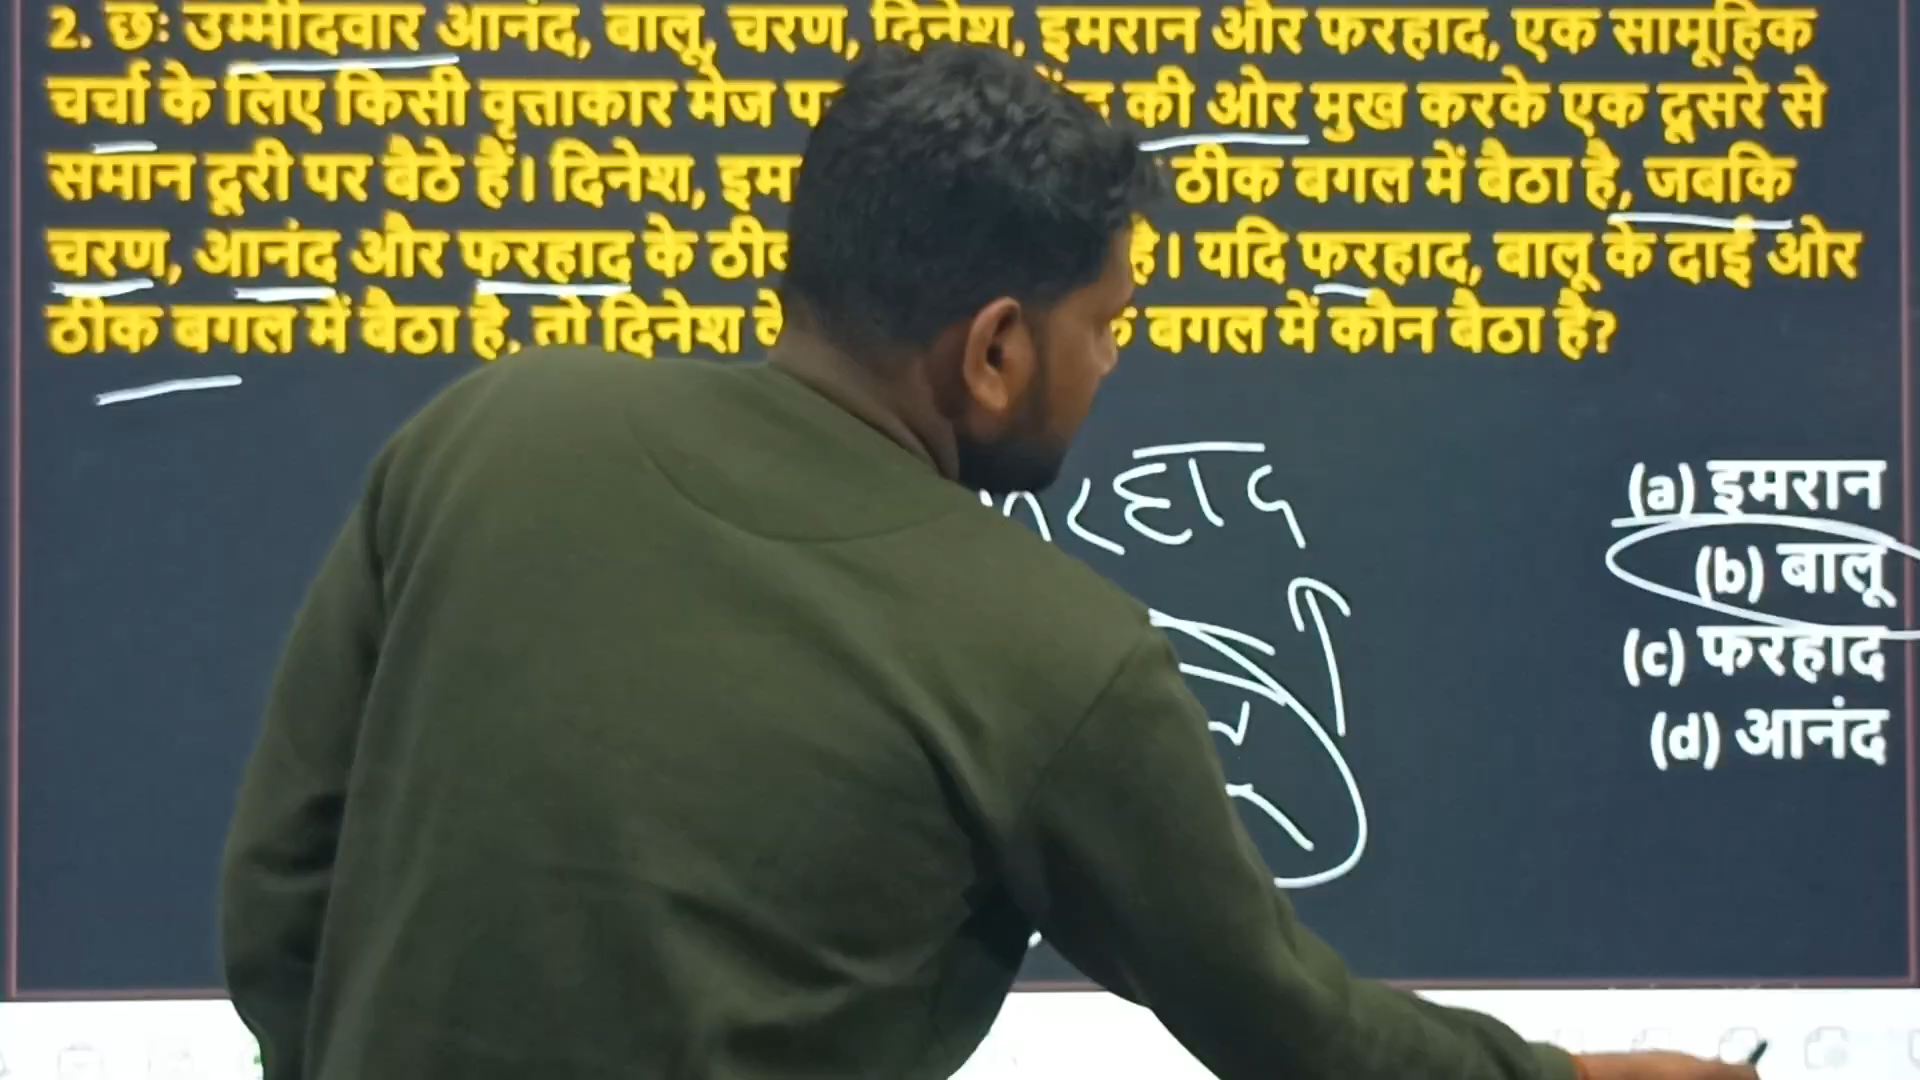 2. छः उम्मीदवार आनंद, बालू, चरण, दिनेश, इमरान और फरहाद, एक सामूहिक
चर्चा के लिए किसी वृत्ताकार मेज की ओर मुख करके एक दूसरे से
समान दूरी पर बैठे हैं। दिनेश, ठीक बगल में बैठा है, जबकि
चरण, आनंद और फरहाद के है। यदि फरहाद, बालू के दाईं ओर
ठीक बगल में बैठा है, तो दिनेश बगल में कौन बैठा है?
(a) इमरान
(b) बालू
(c) फरहाद
(d) आनंद